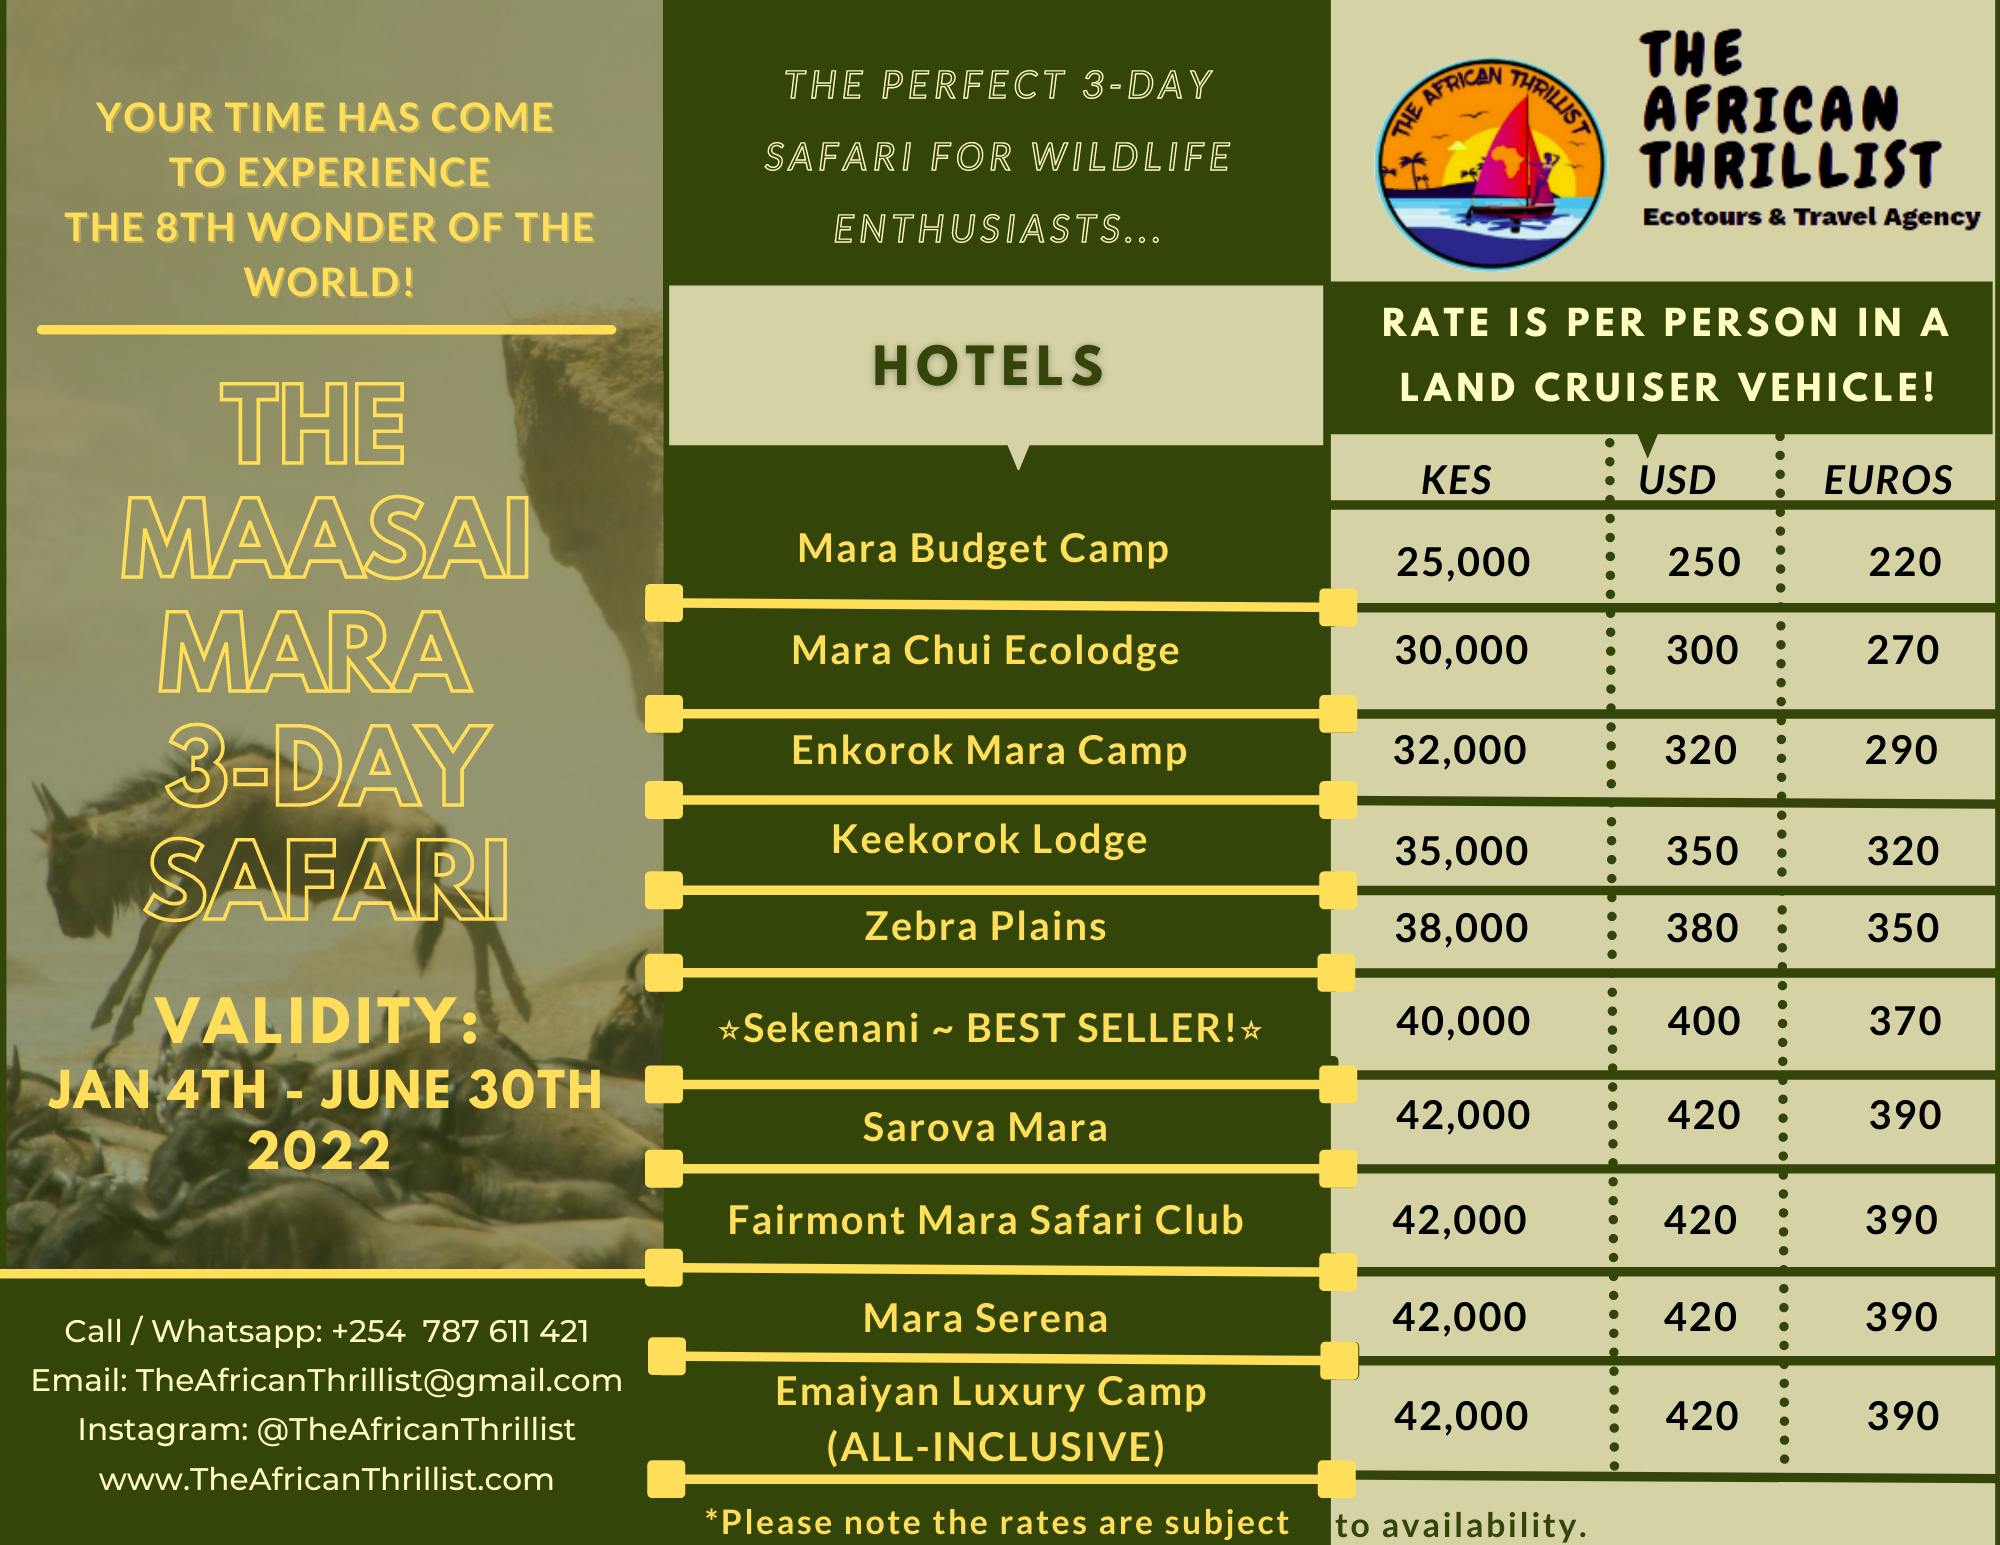 YOUR TIME HAS COME
TO EXPERIENCE
THE 8TH WONDER OF THE
WORLD!
THE
MAASAI
MARA
3-DAY
SAFARI
VALIDITY:
JAN 4TH - JUNE 30TH
2022
Call / Whatsapp: +254 787 611 421
Email: TheAfricanThrillist@gmail.com
Instagram: @TheAfricanThrillist
www.TheAfricanThrillist.com
THE PERFECT 3-DAY
SAFARI FOR WILDLIFE
ENTHUSIASTS...
THE AFRICAN THRILLIST
THE
AFRICAN
THRILLIST
Ecotours & Travel Agency
HOTELS
RATE IS PER PERSON IN A
LAND CRUISER VEHICLE!
KES USD EUROS
Mara Budget Camp 25,000 250 220
Mara Chui Ecolodge 30,000 300 270
Enkorok Mara Camp 32,000 320 290
Keekorok Lodge 35,000 350 320
Zebra Plains 38,000 380 350
☆Sekenani ~ BEST SELLER!☆ 40,000 400 370
Sarova Mara 42,000 420 390
Fairmont Mara Safari Club 42,000 420 390
Mara Serena 42,000 420 390
Emaiyan Luxury Camp
(ALL-INCLUSIVE) 42,000 420 390
*Please note the rates are subject to availability.